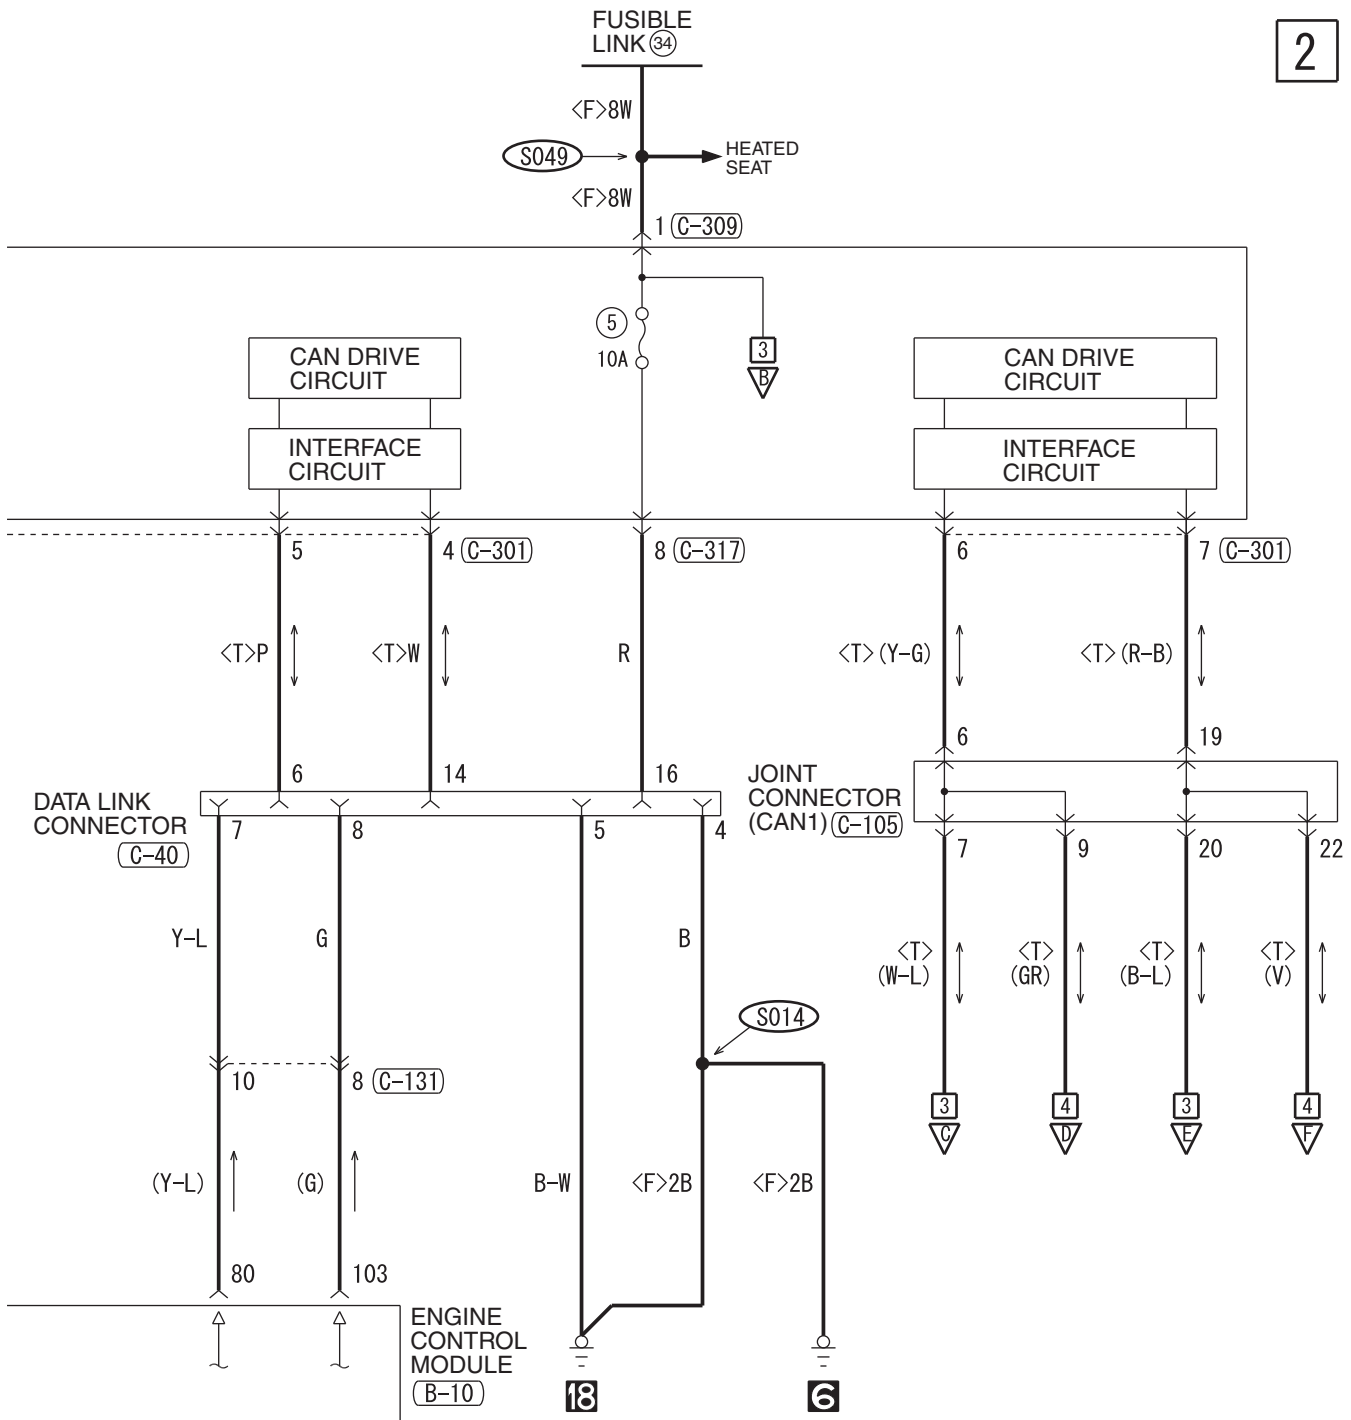 FUSIBLE
LINK 34
2
<F>8W
S049
HEATED
SEAT
<F>8W
1 C-309
5
10A
3
B
CAN DRIVE
CIRCUIT
INTERFACE
CIRCUIT
CAN DRIVE
CIRCUIT
INTERFACE
CIRCUIT
5
4 C-301
8 C-317
6
7 C-301
<T>P
<T>W
R
<T>(Y-G)
<T>(R-B)
6
14
16
6
19
DATA LINK
CONNECTOR
C-40
JOINT
CONNECTOR
(CAN1) C-105
7
8
5
4
7
9
20
22
Y-L
G
B
<T>
(W-L)
<T>
(GR)
<T>
(B-L)
<T>
(V)
S014
10
8 C-131
3
C
4
D
3
E
4
F
(Y-L)
(G)
B-W
<F>2B
<F>2B
80
103
ENGINE
CONTROL
MODULE
B-10
18
6